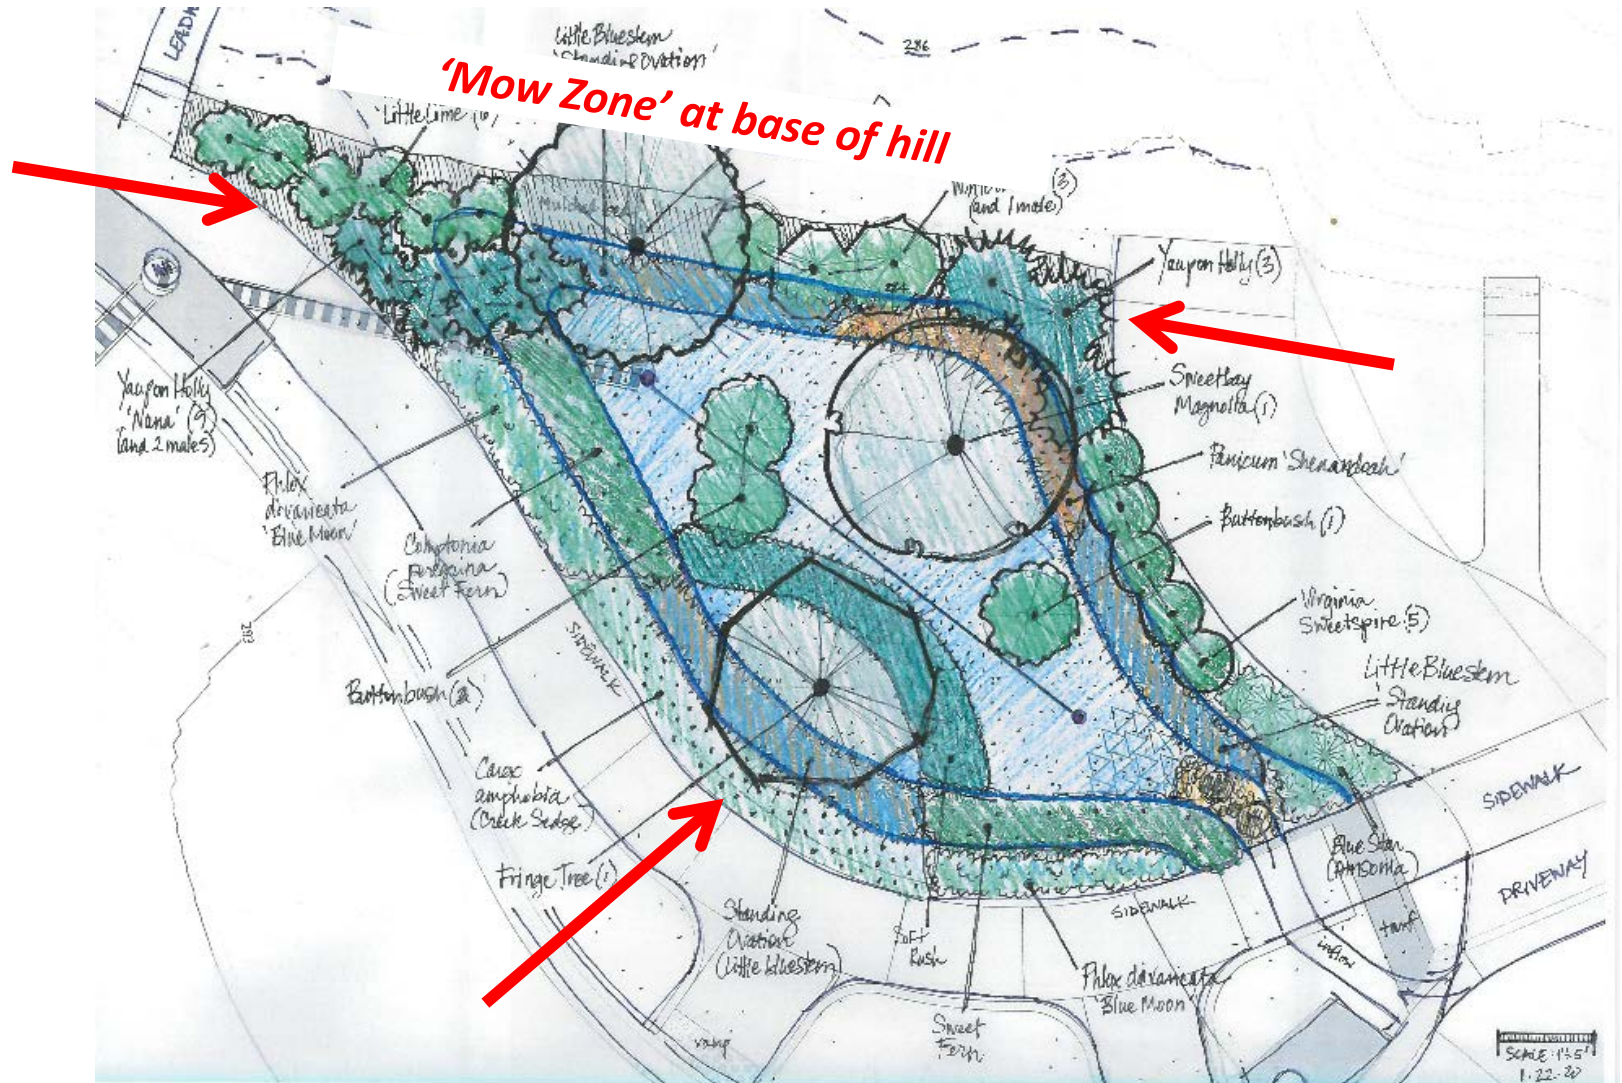 Little Bluestem
'Standing Ovation'
'Mow Zone' at base of hill
286
'Little Lime' (6)
(3)
(and 1 male)
Yaupon Holly (3)
Sweetbay
Magnolia (1)
Panicum 'Shenandoah'
Buttonbush (1)
Virginia
Sweetspire (5)
Little Bluestem
'Standing
Ovation'
Yaupon Holly
'Nana' (9)
(and 2 males)
Phlox
divaricata
'Blue Moon'
Comptonia
peregrina
(Sweet Fern)
283
SIDEWALK
Buttonbush (2)
Carex
amphibia
(Creek Sedge)
Fringe Tree (1)
Standing
Ovation
(Little bluestem)
Soft
Rush
Sweet
Fern
Phlox divaricata
'Blue Moon'
SIDEWALK
Blue Star
(Amsonia)
SIDEWALK
DRIVEWAY
inflow
turf
ramp
SCALE: 1"=5'
1.22.20